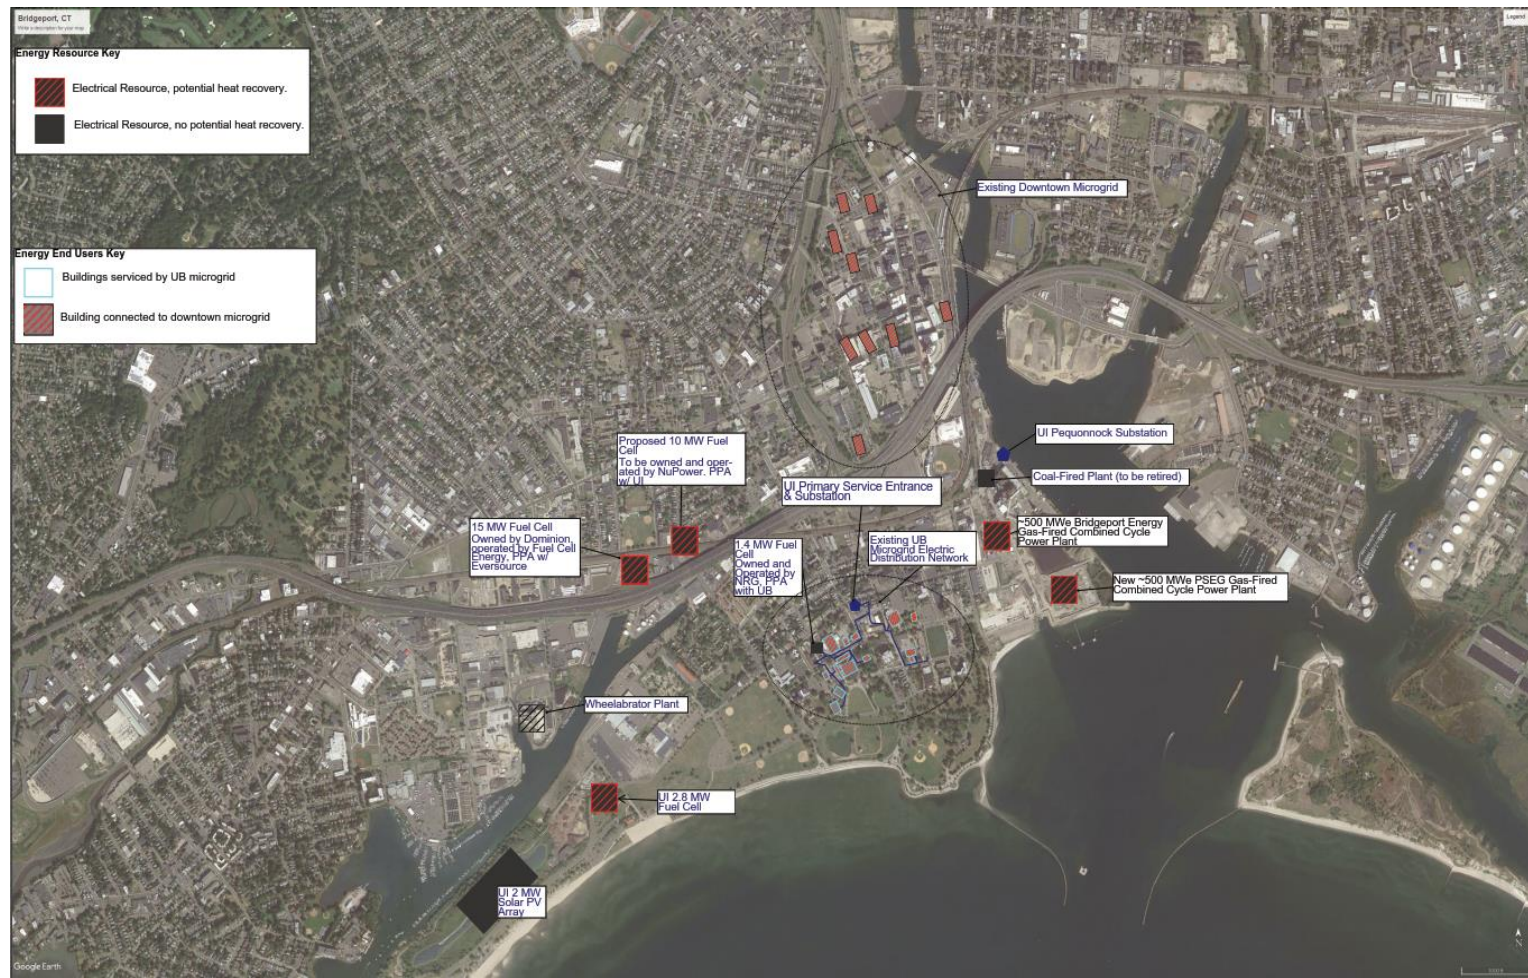 Bridgeport, CT
Write a description for your map.
Legend
Energy Resource Key
Electrical Resource, potential heat recovery.
Electrical Resource, no potential heat recovery.
Energy End Users Key
Buildings serviced by UB microgrid
Building connected to downtown microgrid
Existing Downtown Microgrid
UI Pequonnock Substation
Coal-Fired Plant (to be retired)
Proposed 10 MW Fuel
Cell
To be owned and oper-
ated by NuPower. PPA
w/ UI
UI Primary Service Entrance
& Substation
15 MW Fuel Cell
Owned by Dominion,
operated by Fuel Cell
Energy, PPA w/
Eversource
1.4 MW Fuel
Cell
Owned and
Operated by
NRG, PPA
with UB
Existing UB
Microgrid Electric
Distribution Network
~500 MWe Bridgeport Energy
Gas-Fired Combined Cycle
Power Plant
New ~500 MWe PSEG Gas-Fired
Combined Cycle Power Plant
Wheelabrator Plant
UI 2.8 MW
Fuel Cell
UI 2 MW
Solar PV
Array
Google Earth
N